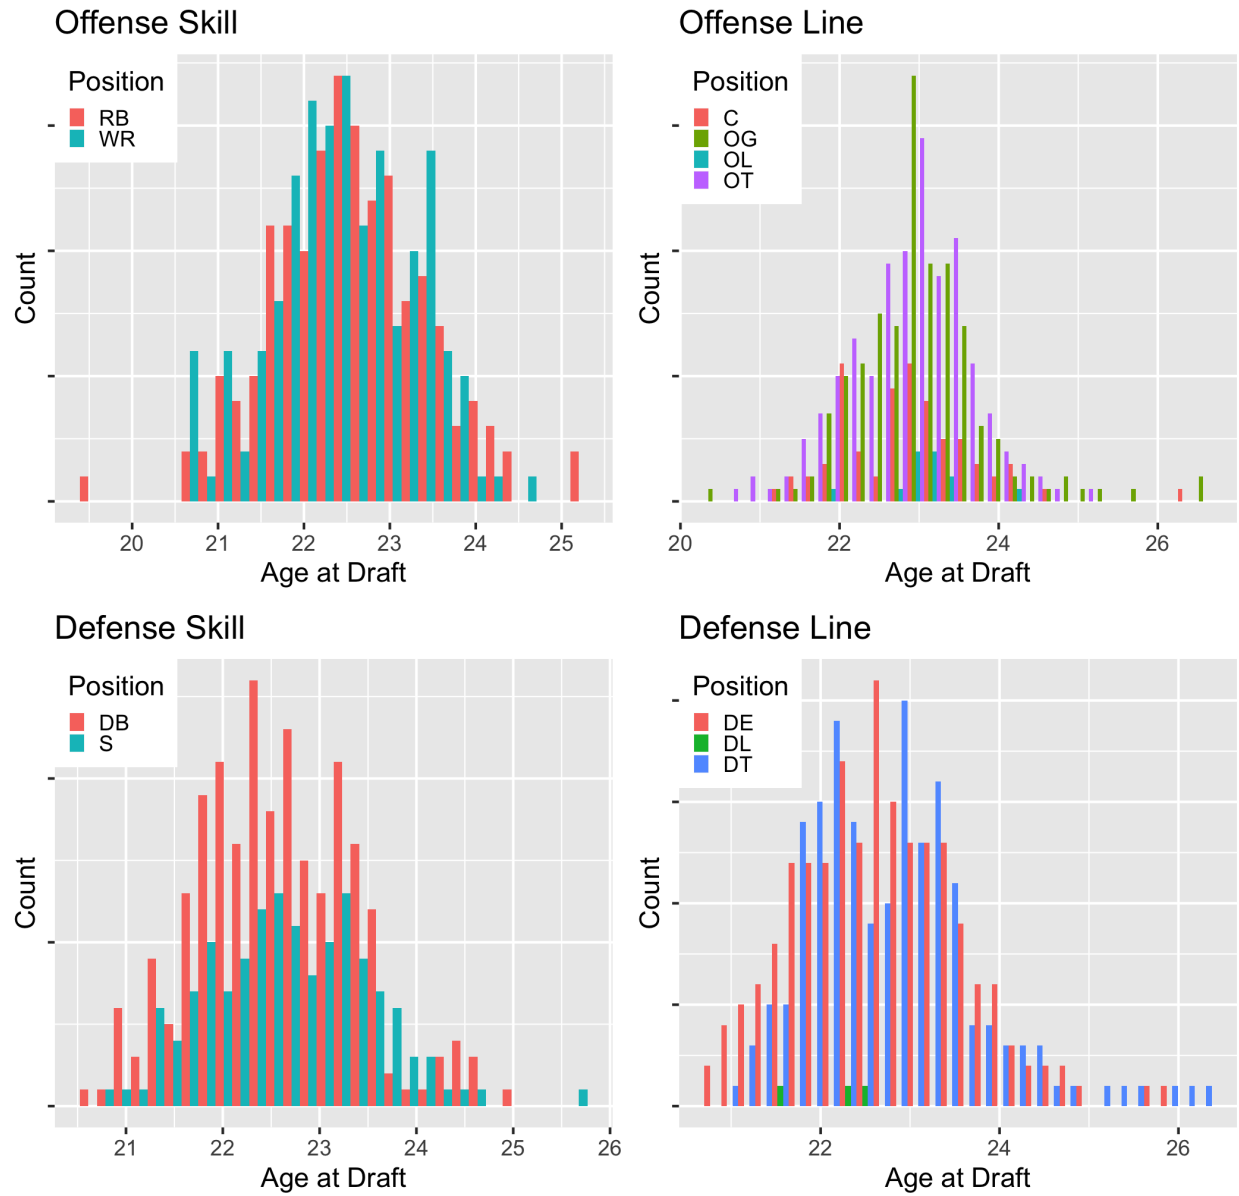 Offense Skill
Position
RB
WR
Count
20 21 22 23 24 25
Age at Draft
Offense Line
Position
C
OG
OL
OT
Count
20 22 24 26
Age at Draft
Defense Skill
Position
DB
S
Count
21 22 23 24 25 26
Age at Draft
Defense Line
Position
DE
DL
DT
Count
22 24 26
Age at Draft